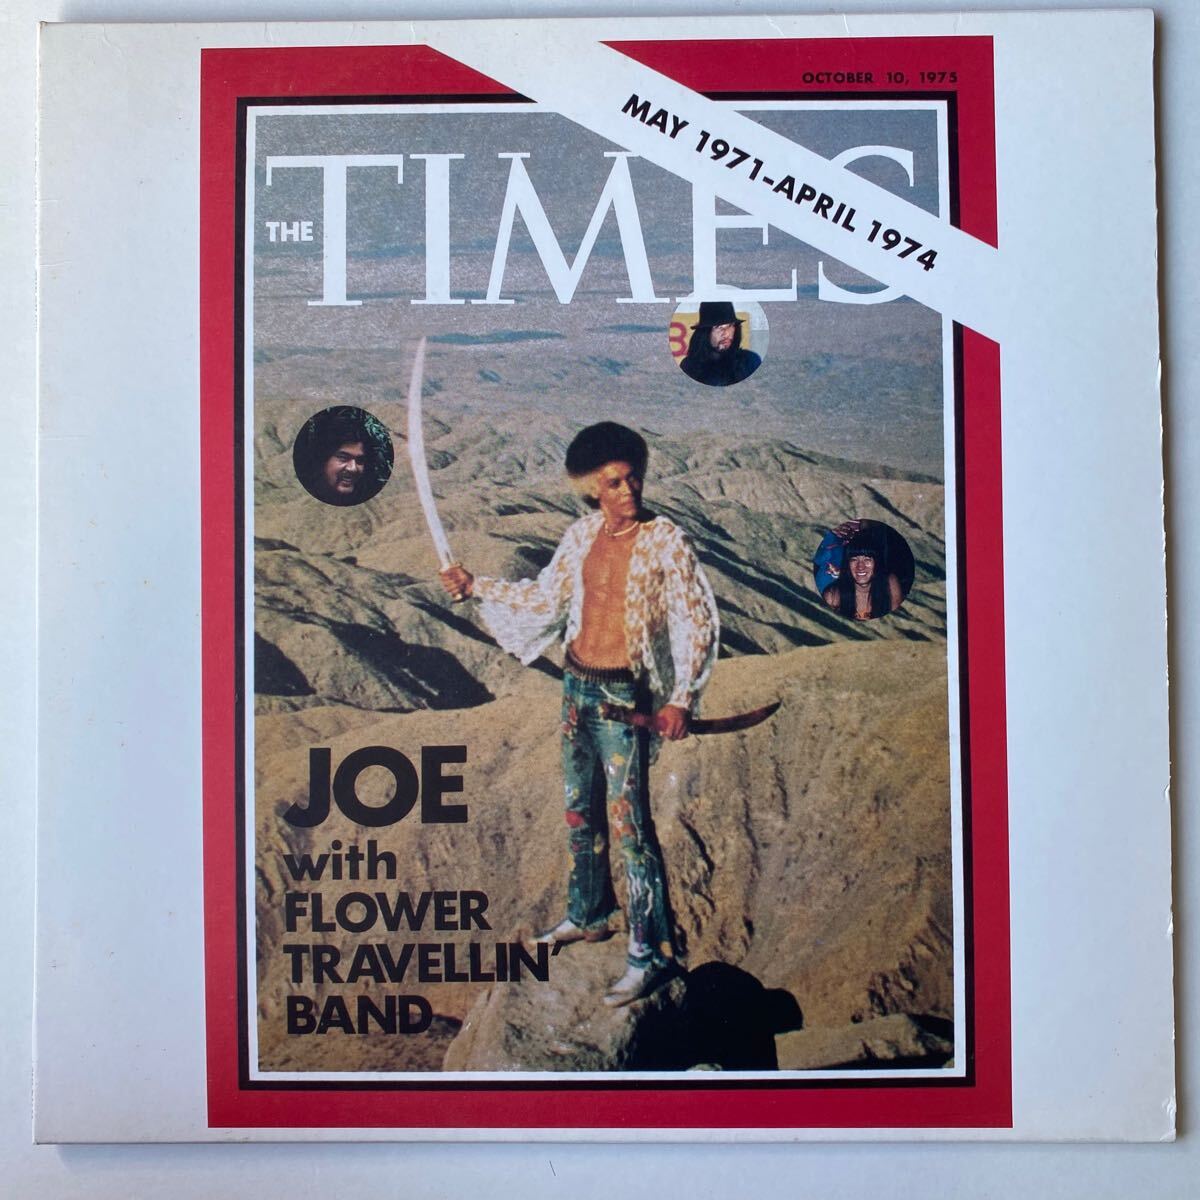 OCTOBER 10, 1975
MAY 1971-APRIL 1974
THE TIMES
B
JOE
with
FLOWER
TRAVELLIN'
BAND